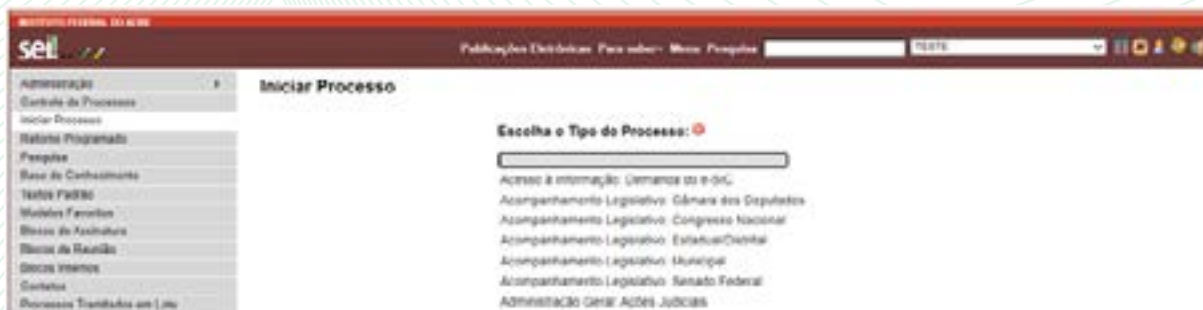 INSTITUTO FEDERAL DO ACRE
sei!
Publicações Eletrônicas Para saber+ Menu Pesquisa
TESTE
Administração
Controle de Processos
Iniciar Processo
Retorno Programado
Pesquisa
Base de Conhecimento
Textos Padrão
Modelos Favoritos
Blocos de Assinatura
Blocos de Reunião
Blocos Internos
Contatos
Processos Tramitados em Lote
Iniciar Processo
Escolha o Tipo do Processo:
Acesso à Informação: Demanda do e-SIC
Acompanhamento Legislativo: Câmara dos Deputados
Acompanhamento Legislativo: Congresso Nacional
Acompanhamento Legislativo: Estadual/Distrital
Acompanhamento Legislativo: Municipal
Acompanhamento Legislativo: Senado Federal
Administração Geral: Ações Judiciais